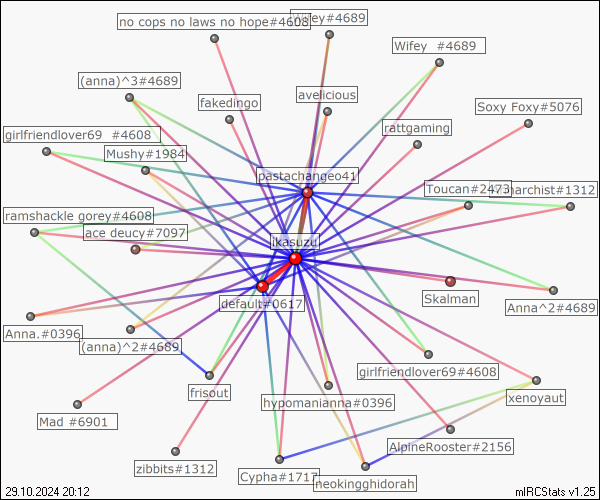 no cops no laws no hope#4608
Wifey#4689
Wifey #4689
(anna)^3#4689
avelicious
fakedingo
Soxy Foxy#5076
girlfriendlover69 #4608
rattgaming
Mushy#1984
pastachangeo41
Toucan#2473
narchist#1312
ramshackle gorey#4608
ace deucy#7097
ikasuzu
default#0617
Skalman
Anna^2#4689
Anna.#0396
(anna)^2#4689
girlfriendlover69#4608
frisout
hypomanianna#0396
xenoyaut
Mad #6901
AlpineRooster#2156
zibbits#1312
Cypha#1717
neokingghidorah
29.10.2024 20:12
mIRCStats v1.25